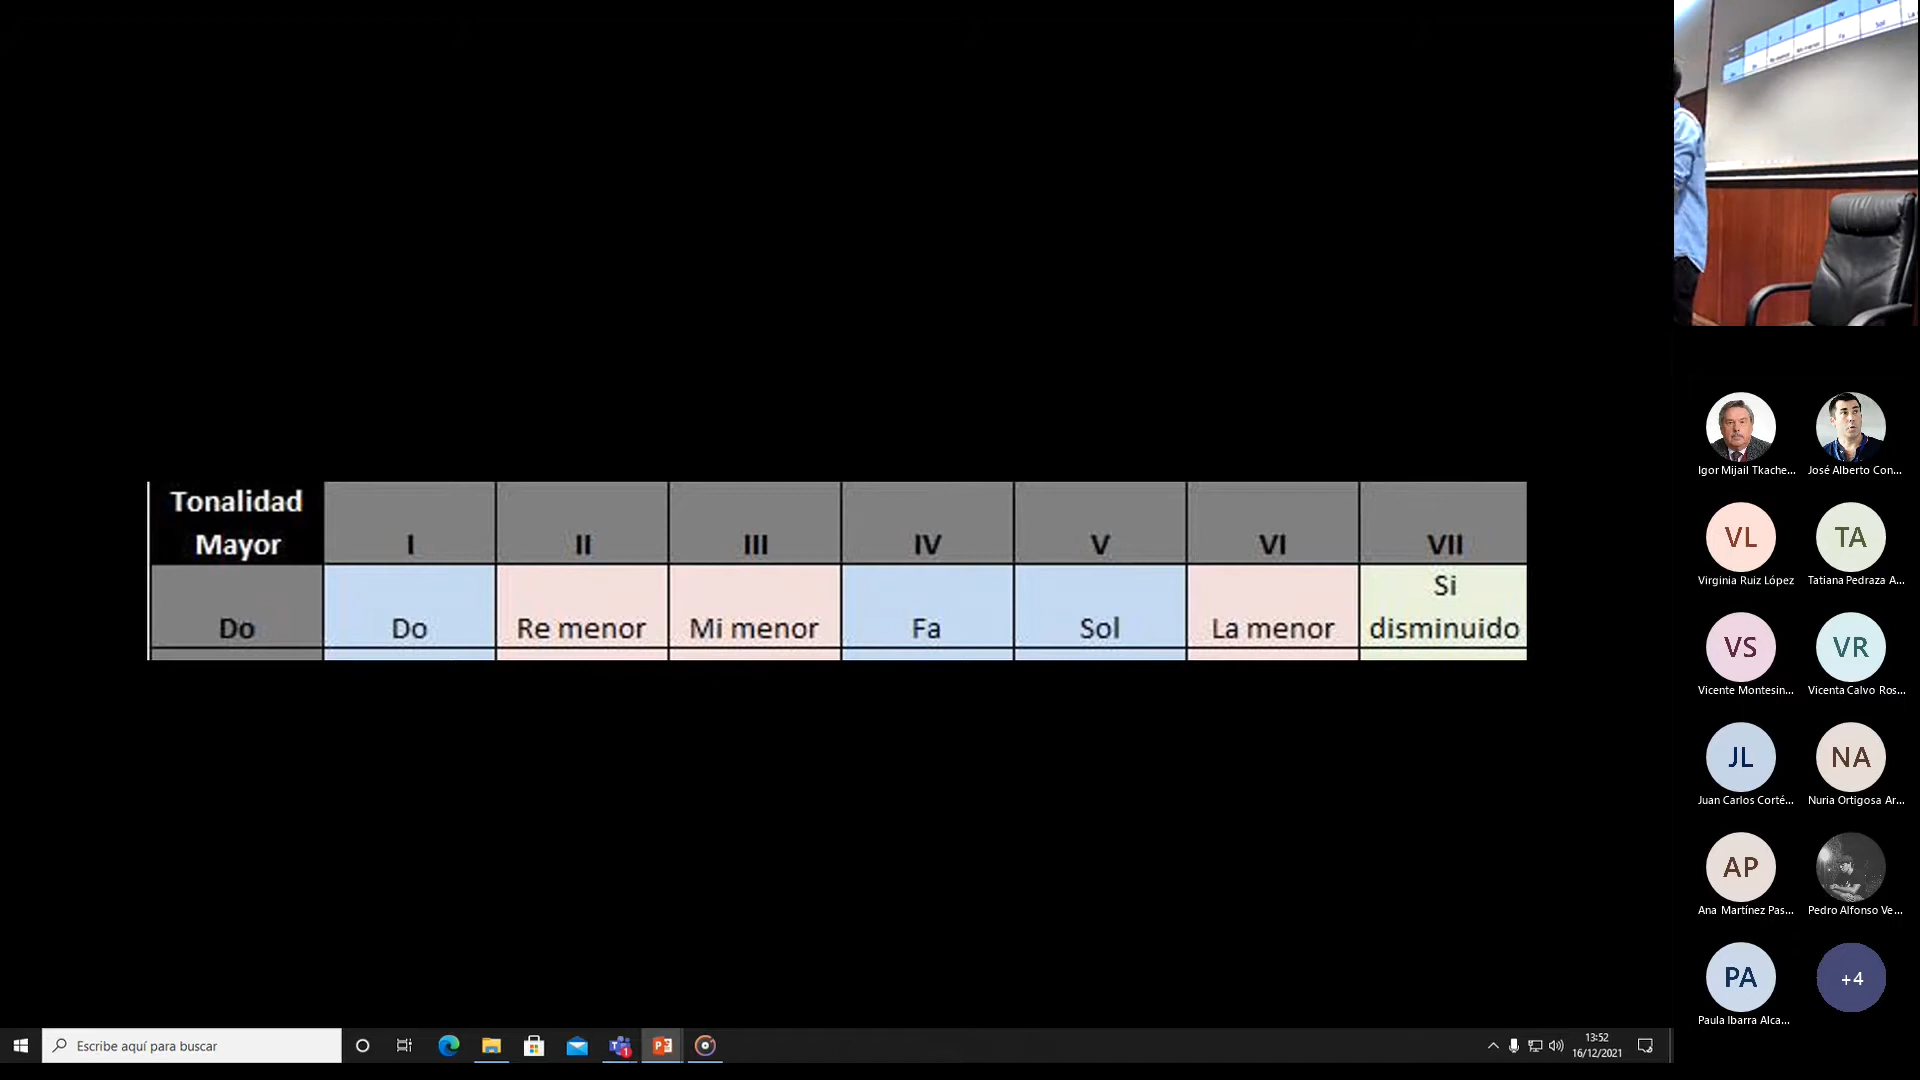 Tonalidad
Mayor
I
II
III
IV
V
VI
VII
Do
Do
Re menor
Mi menor
Fa
Sol
La menor
Si
disminuido
Igor Mijail Tkache...
José Alberto Con...
VL
TA
Virginia Ruiz López
Tatiana Pedraza A...
VS
VR
Vicente Montesin...
Vicenta Calvo Ros...
JL
NA
Juan Carlos Corté...
Nuria Ortigosa Ar...
AP
Ana Martínez Pas...
Pedro Alfonso Ve...
PA
+4
Paula Ibarra Alca...
Escribe aquí para buscar
1
13:52
16/12/2021